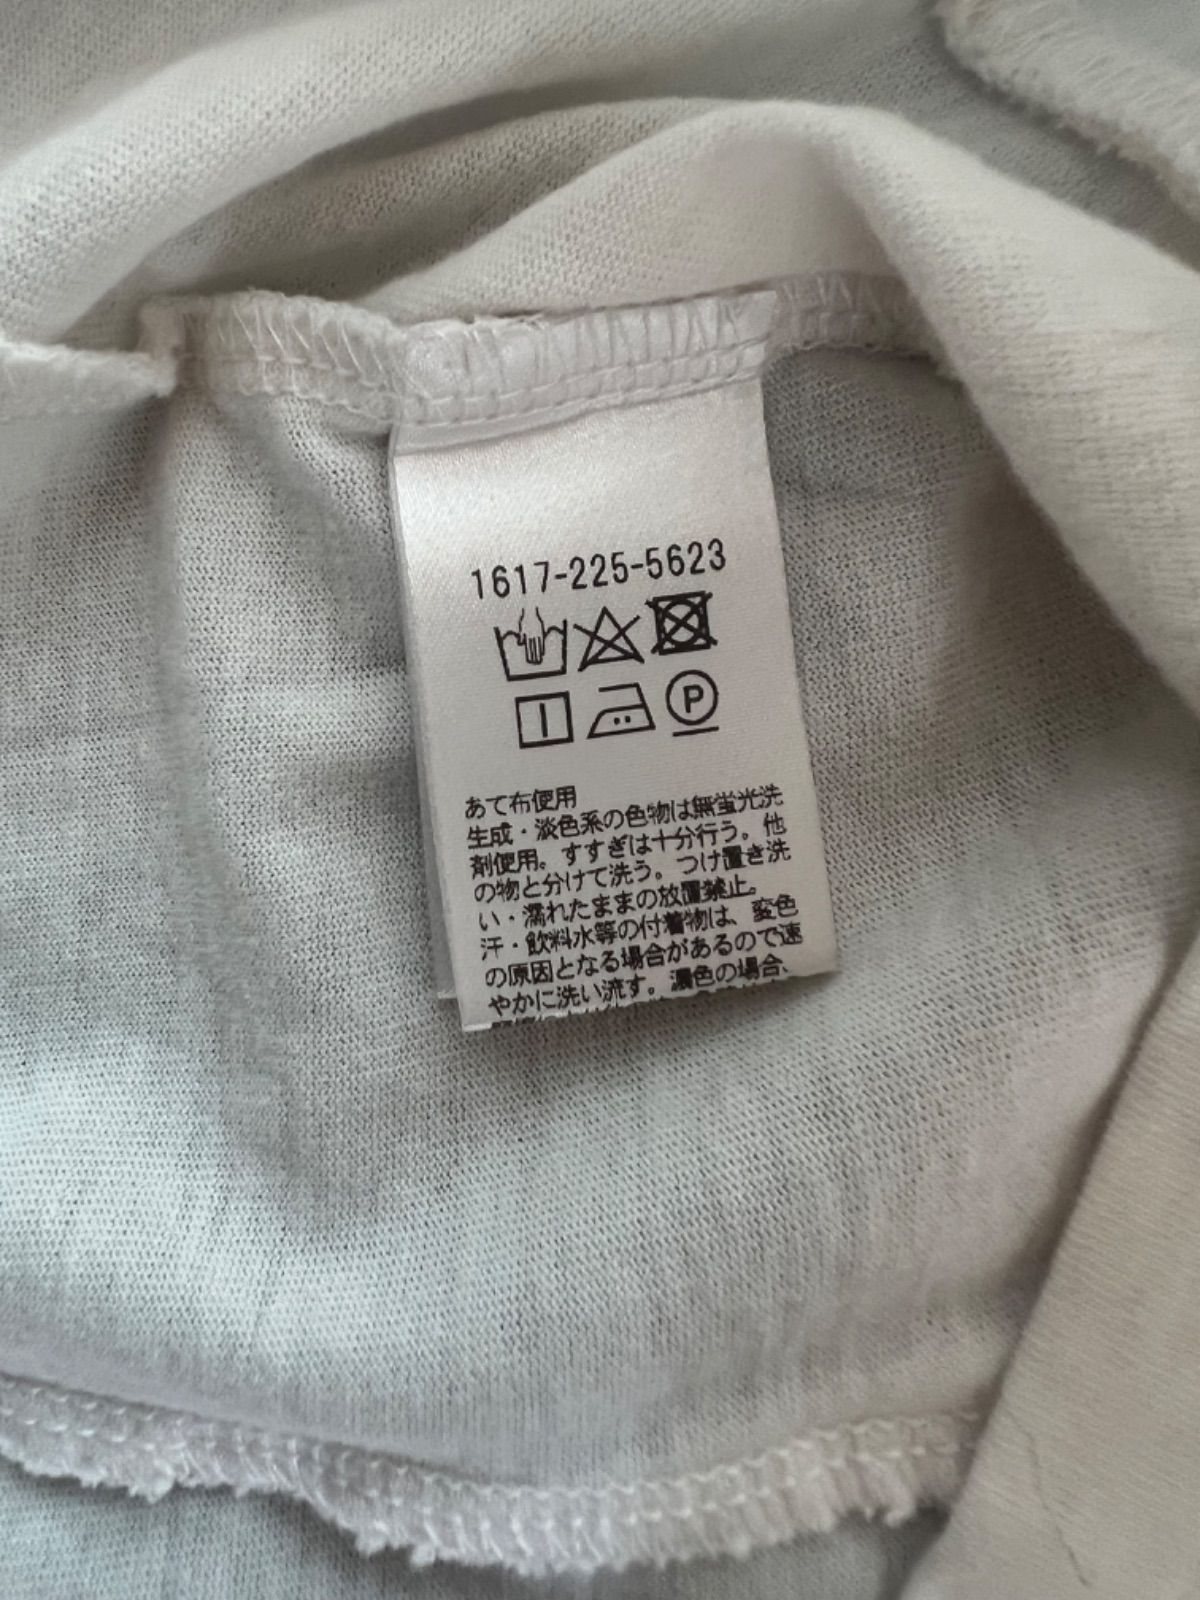 1617-225-5623
P
あて布使用
生成・淡色系の色物は無蛍光洗
剤使用。すすぎは十分行う。他
の物と分けて洗う。つけ置き洗
い・濡れたままの放置禁止。
汗・飲料水等の付着物は、変色
の原因となる場合があるので速
やかに洗い流す。濃色の場合、